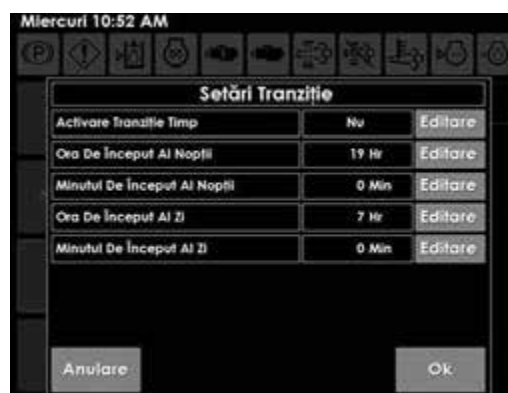 Miercuri 10:52 AM
Setări Tranziție
Activare Tranziție Timp Nu Editare
Ora De Început Al Nopții 19 Hr Editare
Minutul De Început Al Nopții 0 Min Editare
Ora De Început Al Zi 7 Hr Editare
Minutul De Început Al Zi 0 Min Editare
Anulare Ok